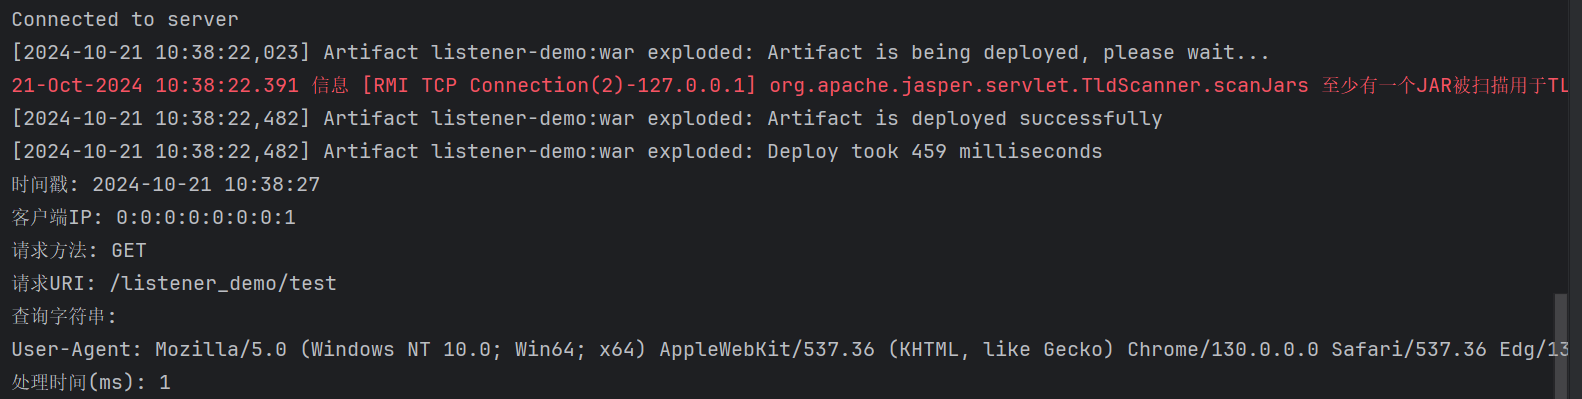 Connected to server
[2024-10-21 10:38:22,023] Artifact listener-demo:war exploded: Artifact is being deployed, please wait...
21-Oct-2024 10:38:22.391 信息 [RMI TCP Connection(2)-127.0.0.1] org.apache.jasper.servlet.TldScanner.scanJars 至少有一个JAR被扫描用于TL
[2024-10-21 10:38:22,482] Artifact listener-demo:war exploded: Artifact is deployed successfully
[2024-10-21 10:38:22,482] Artifact listener-demo:war exploded: Deploy took 459 milliseconds
时间戳: 2024-10-21 10:38:27
客户端IP: 0:0:0:0:0:0:0:1
请求方法: GET
请求URI: /listener_demo/test
查询字符串:
User-Agent: Mozilla/5.0 (Windows NT 10.0; Win64; x64) AppleWebKit/537.36 (KHTML, like Gecko) Chrome/130.0.0.0 Safari/537.36 Edg/13
处理时间(ms): 1